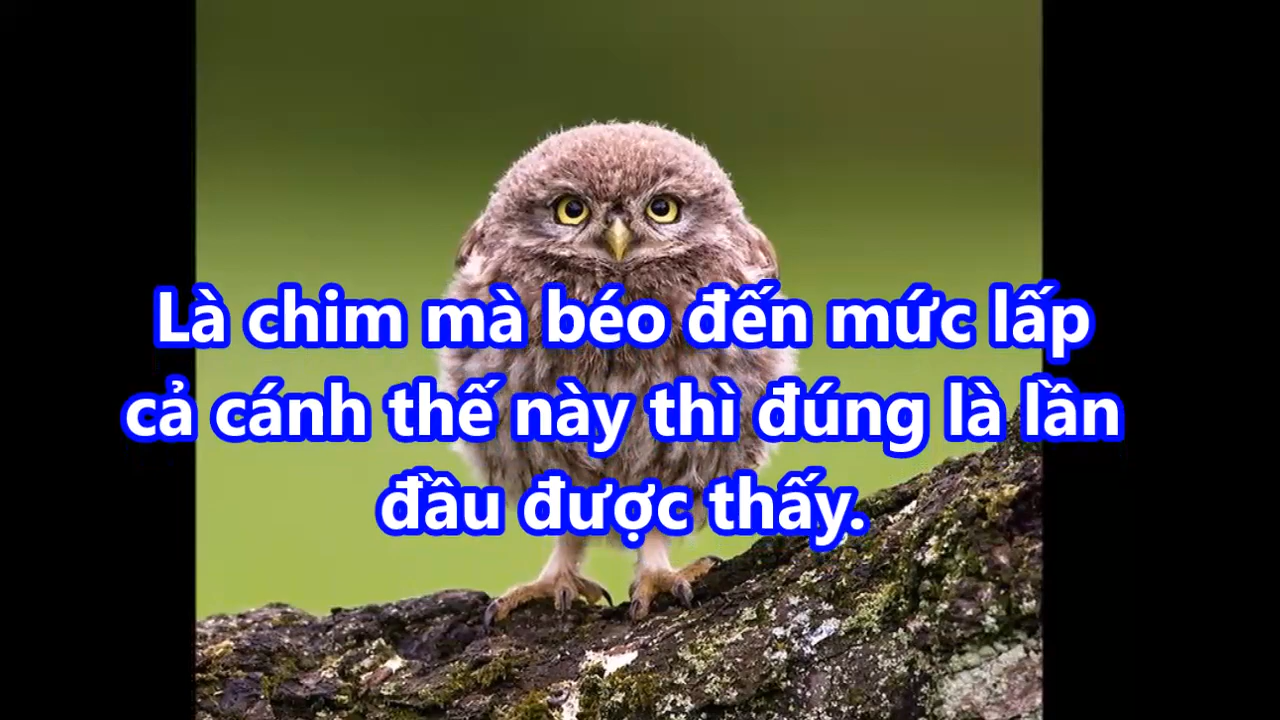 Là chim mà béo đến mức lấp
cả cánh thế này thì đúng là lần
đầu được thấy.